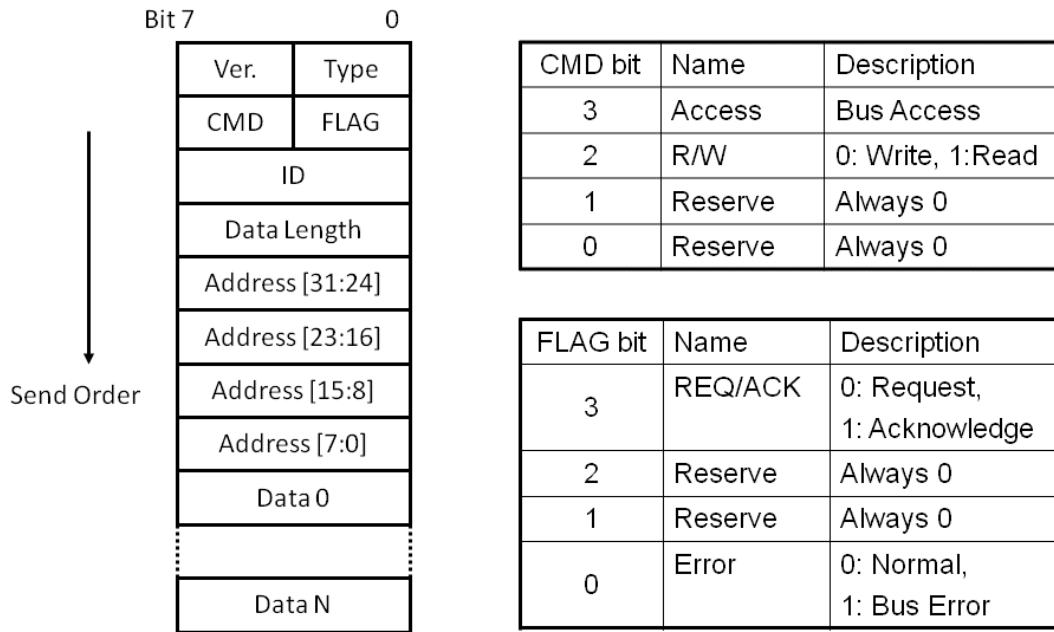 Bit 7 0
Ver. Type
CMD FLAG
ID
Data Length
Address [31:24]
Address [23:16]
Address [15:8]
Address [7:0]
Data 0
Data N
Send Order
CMD bit Name Description
3 Access Bus Access
2 R/W 0: Write, 1:Read
1 Reserve Always 0
0 Reserve Always 0
FLAG bit Name Description
3 REQ/ACK 0: Request,
1: Acknowledge
2 Reserve Always 0
1 Reserve Always 0
0 Error 0: Normal,
1: Bus Error